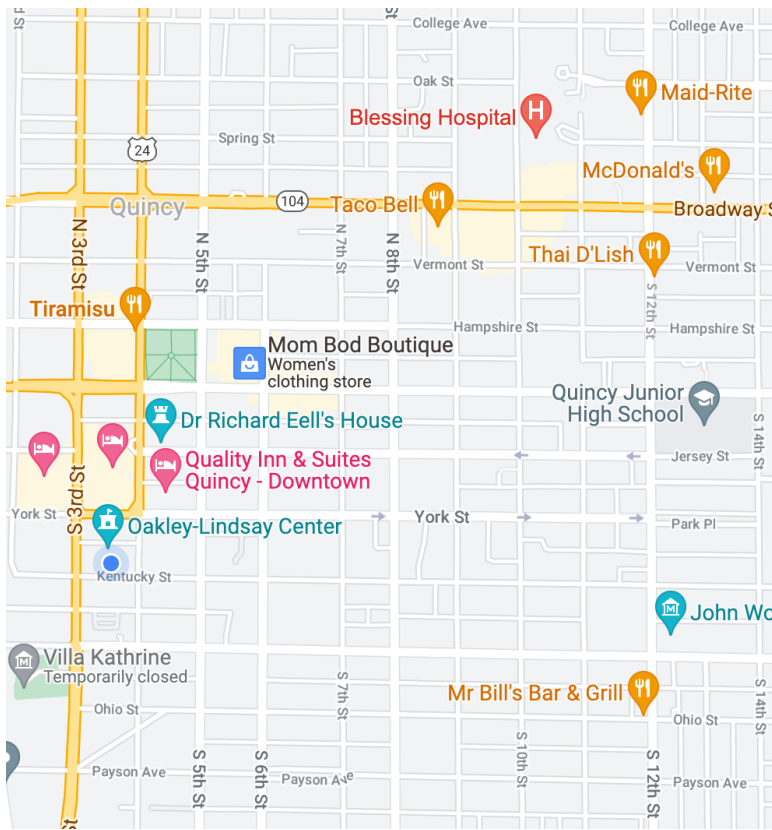 rd St
St
College Ave
College Ave
Oak St
Maid-Rite
Blessing Hospital
H
Spring St
24
McDonald's
Quincy
104
Taco Bell
Broadway S
N 3rd St
N 5th St
N 7th St
N 8th St
Thai D'Lish
Vermont St
Vermont St
S 12th St
Tiramisu
Hampshire St
Hampshire St
Mom Bod Boutique
Women's
clothing store
Quincy Junior
High School
Dr Richard Eell's House
S 14th St
Quality Inn & Suites
Quincy - Downtown
Jersey St
S 3rd St
York St
York St
Park Pl
Oakley-Lindsay Center
Kentucky St
John Wo
Villa Kathrine
Temporarily closed
S 7th St
Mr Bill's Bar & Grill
S 14th St
Ohio St
Ohio St
S 5th St
S 6th St
S 10th St
S 12th St
Payson Ave
Payson Ave
Payson Ave
St